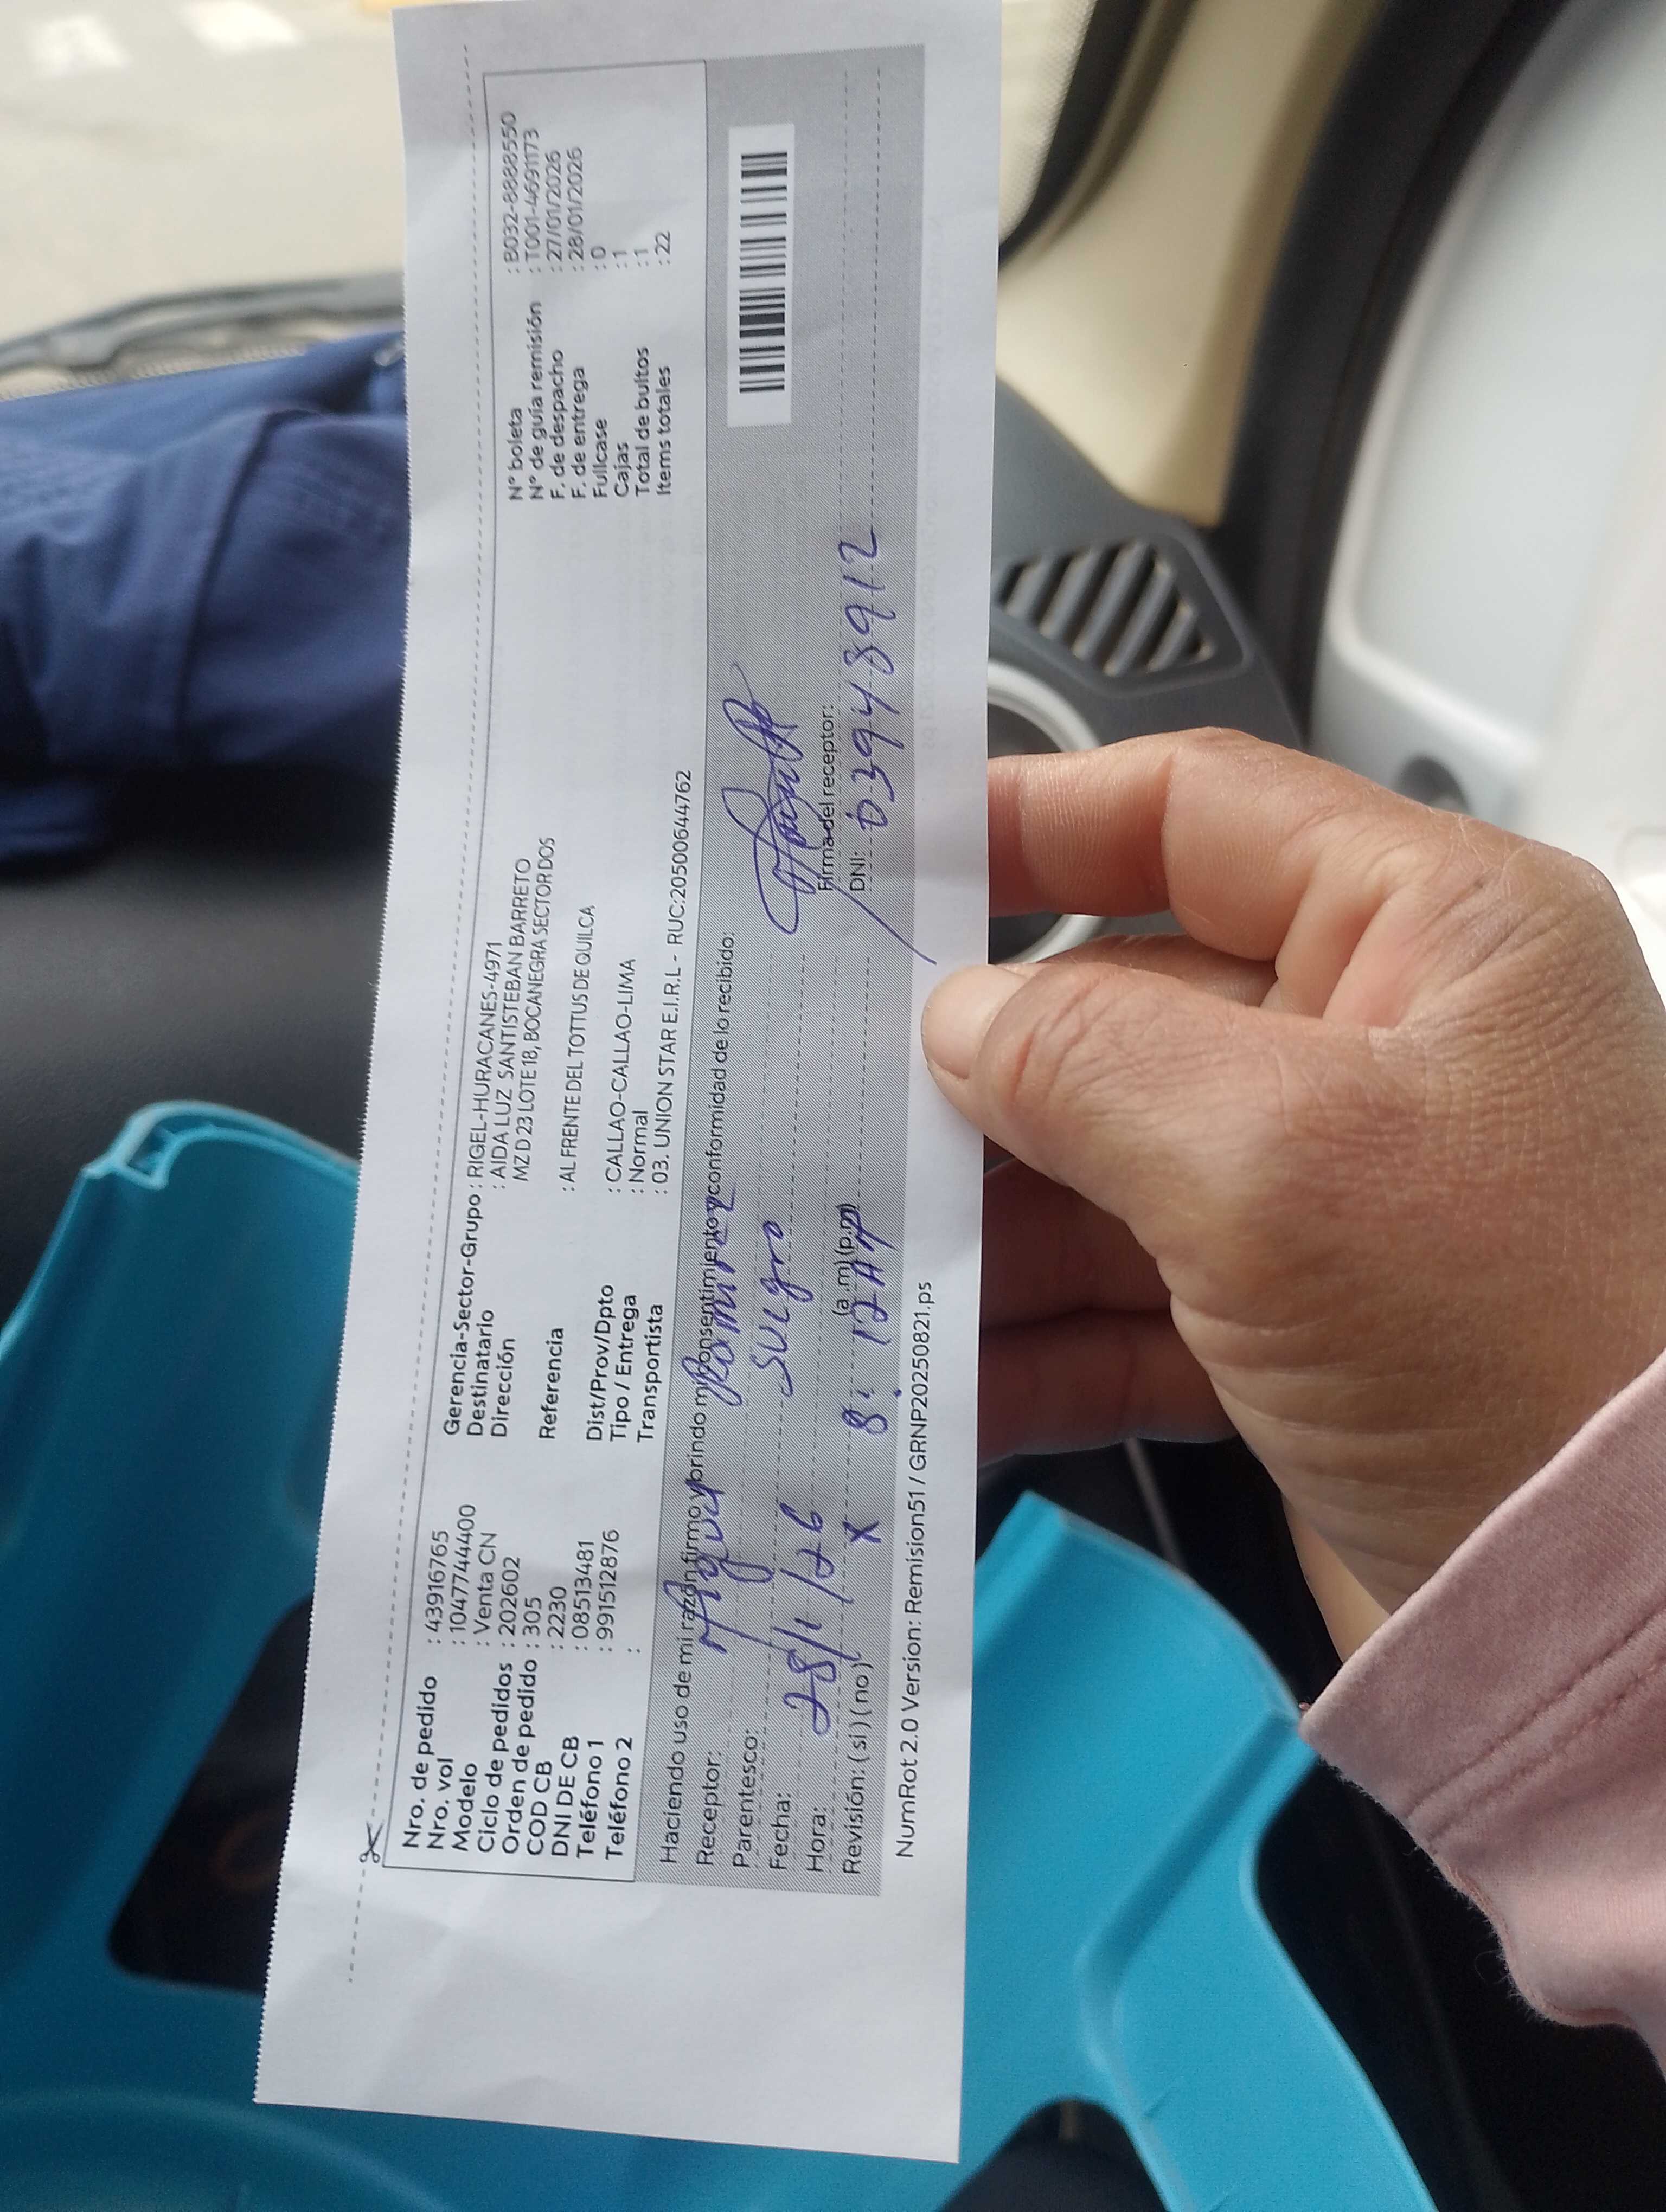 Nro. de pedido : 43916765
Nro. vol : 1047744400
Modelo : Venta CN
Ciclo de pedidos : 202602
Orden de pedido : 305
COD CB : 2230
DNI DE CB : 08513481
Teléfono 1 : 991512876
Teléfono 2 :
Gerencia-Sector-Grupo : RIGEL-HURACANES-4971
Destinatario : AIDA LUZ SANTISTEBAN BARRETO
Dirección MZ D 23 LOTE 18, BOCANEGRA SECTOR DOS
Referencia : AL FRENTE DEL TOTTUS DE QUILCA
Dist/Prov/Dpto : CALLAO-CALLAO-LIMA
Tipo / Entrega : Normal
Transportista : 03. UNION STAR E.I.R.L - RUC:20500644762
N° boleta : B032-8888550
N° de guía remisión : T001-46911173
F. de despacho : 27/01/2026
F. de entrega : 28/01/2026
Fullcase : 0
Cajas : 1
Total de bultos : 1
Items totales : 22
Haciendo uso de mi razón firmo y brindo mi consentimiento y conformidad de lo recibido:
Receptor: Ramirez
Parentesco: suegro
Fecha: 28/1/26
Hora: 8:12 (a.m) (p.m)
Revisión: (si) (no) X
Firma del receptor:
DNI: 03948912
NumRot 2.0 Version: Remision51 / GRNP20250821.ps